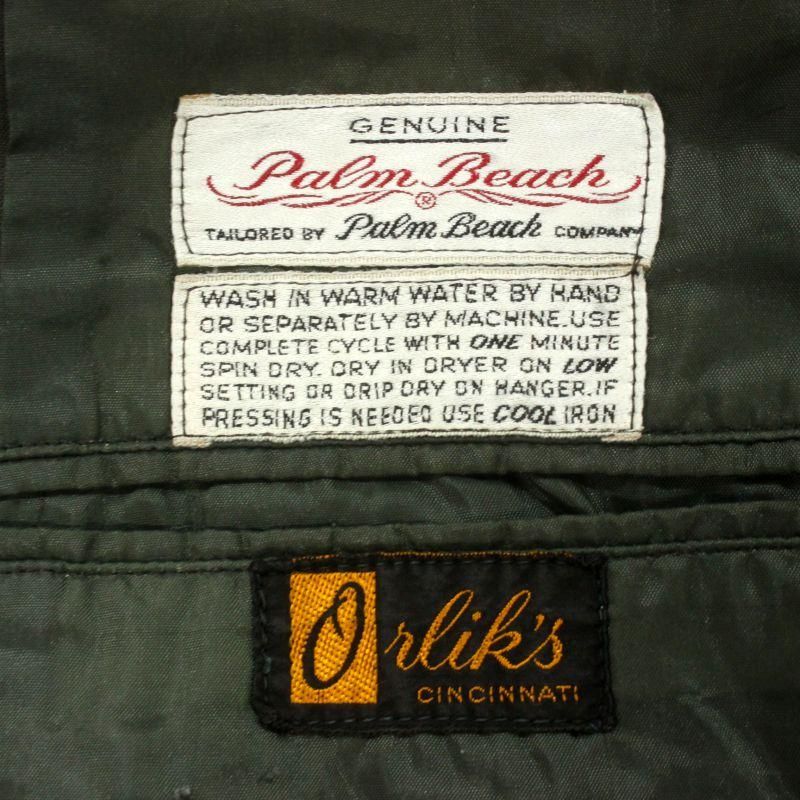 GENUINE
Palm Beach
®
TAILORED BY Palm Beach COMPANY
WASH IN WARM WATER BY HAND
OR SEPARATELY BY MACHINE. USE
COMPLETE CYCLE WITH ONE MINUTE
SPIN DRY. DRY IN DRYER ON LOW
SETTING OR DRIP DRY ON HANGER. IF
PRESSING IS NEEDED USE COOL IRON
Orlik's
CINCINNATI